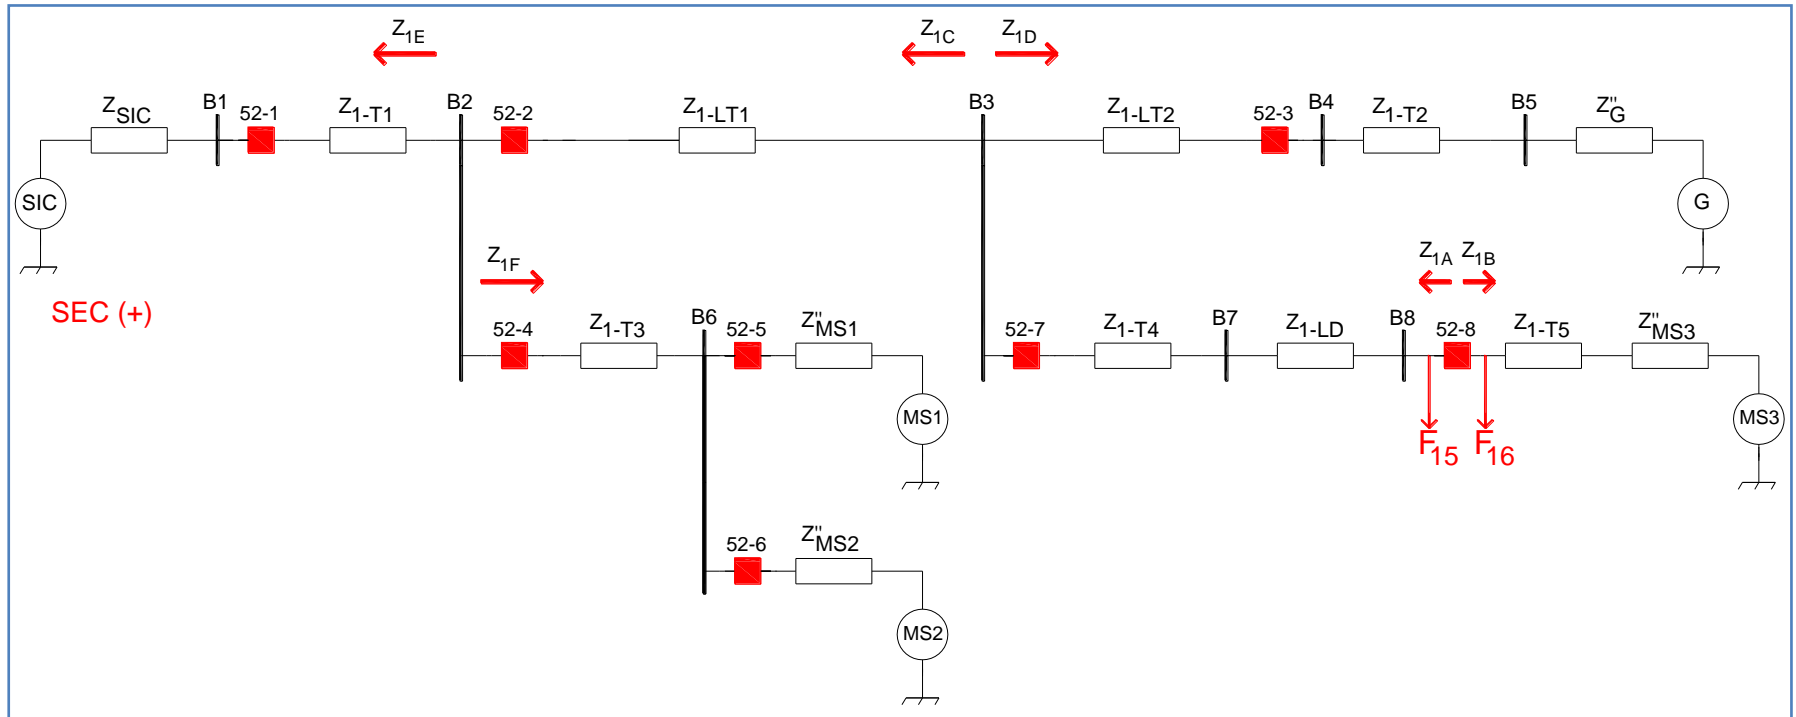 Z1E Z1C Z1D
ZSIC B1 52-1 Z1-T1 B2 52-2 Z1-LT1 B3 Z1-LT2 52-3 B4 Z1-T2 B5 Z"G
SIC G
Z1F Z1A Z1B
SEC (+)
52-4 Z1-T3 B6 52-5 Z"MS1 52-7 Z1-T4 B7 Z1-LD B8 52-8 Z1-T5 Z"MS3
MS1 MS3
F15 F16
52-6 Z"MS2
MS2